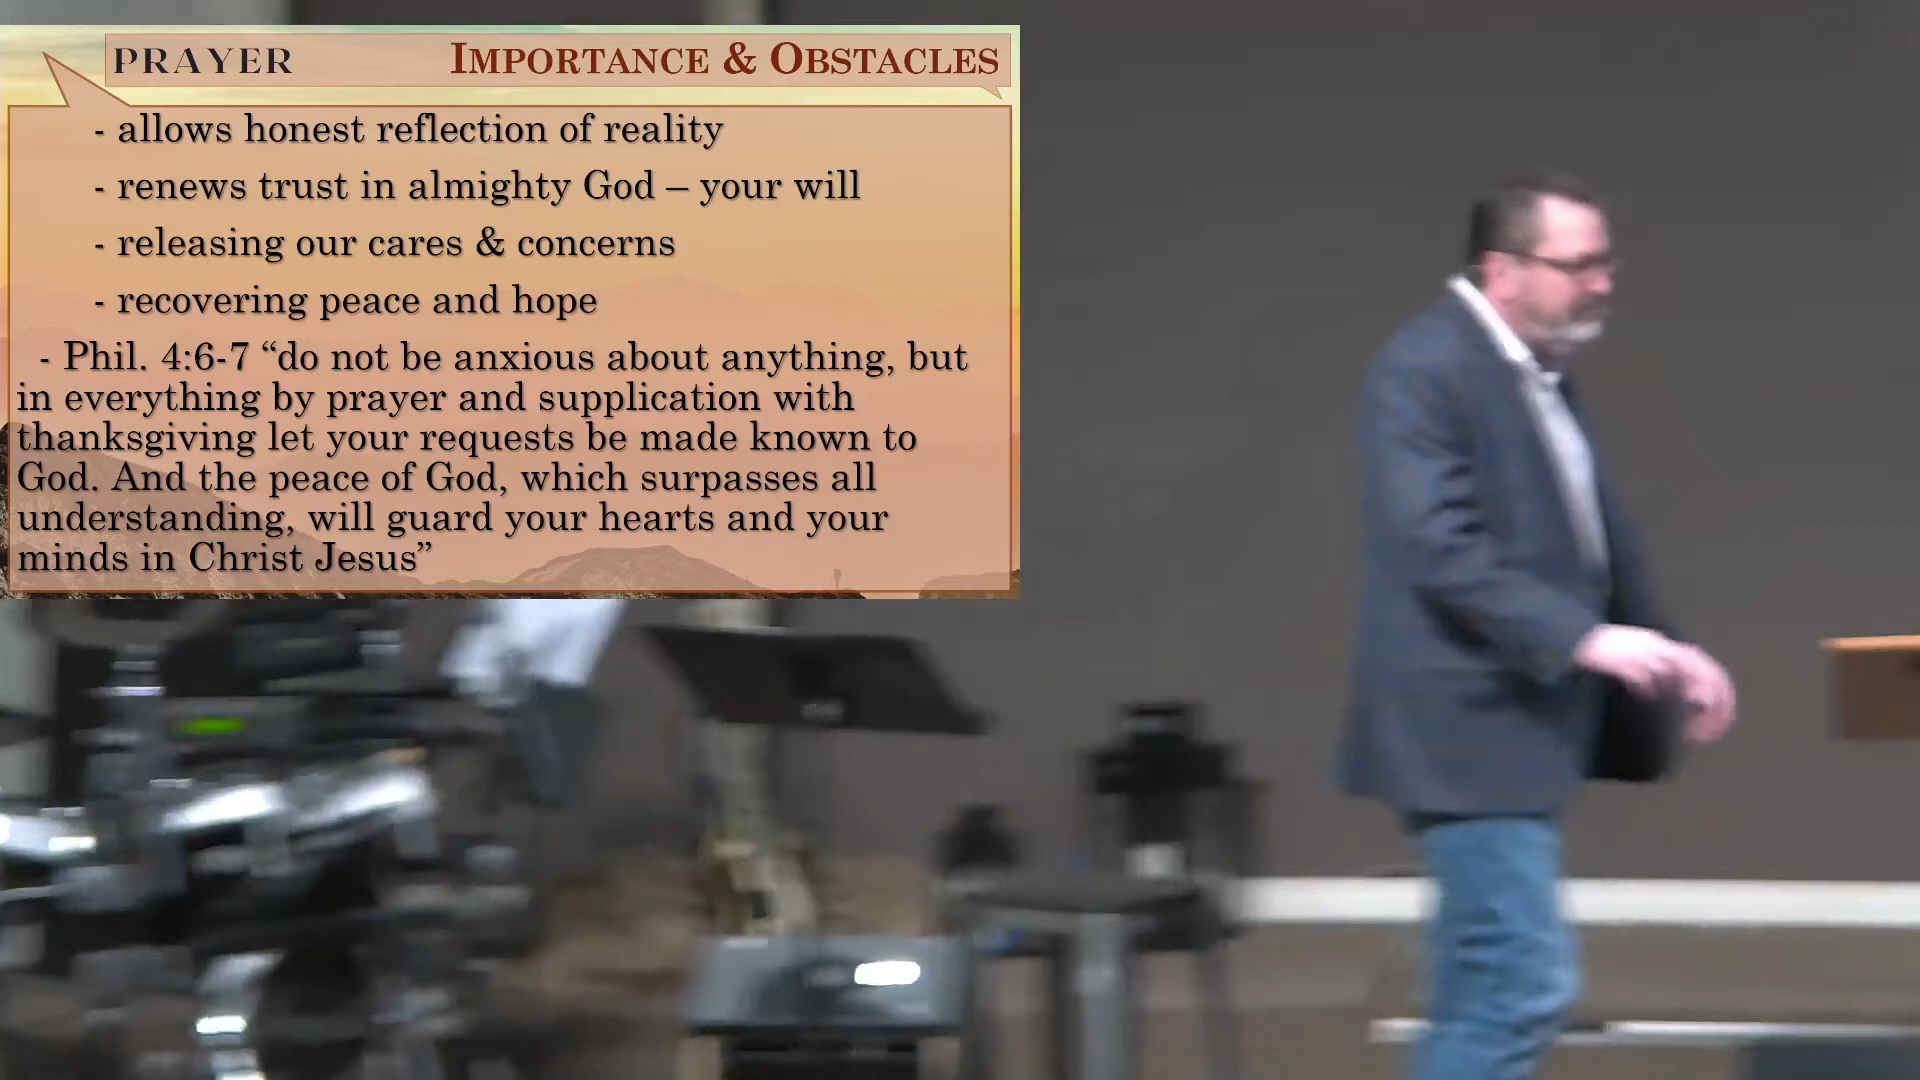 PRAYER IMPORTANCE & OBSTACLES
- allows honest reflection of reality
- renews trust in almighty God – your will
- releasing our cares & concerns
- recovering peace and hope
- Phil. 4:6-7 “do not be anxious about anything, but
in everything by prayer and supplication with
thanksgiving let your requests be made known to
God. And the peace of God, which surpasses all
understanding, will guard your hearts and your
minds in Christ Jesus”